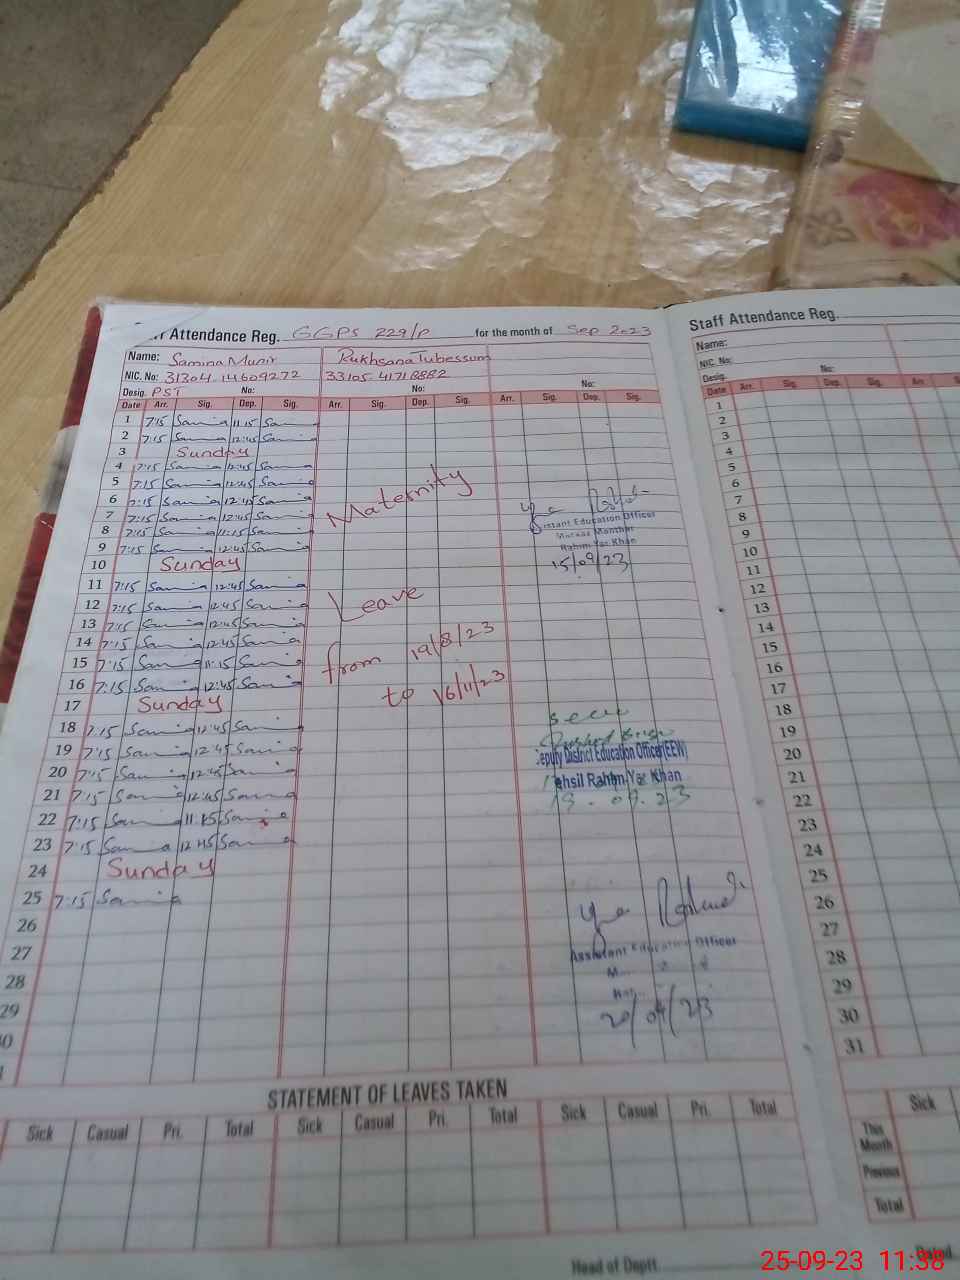 Attendance Reg. GGPS 229/P for the month of Sep 2023
Name: Samina Munir Rukhsana Tubessum
NIC. No: 31304.14609272 33105.41718882
Desig. PST No: No: No:
Date Arr. Sig. Dep. Sig. Arr. Sig. Dep. Sig. Arr. Sig. Dep. Sig.
1 7:15 Samina 11:15 Samina
2 7:15 Samina 12:45 Samina
3 Sunday
4 7:15 Samina 12:45 Samina
5 7:15 Samina 12:45 Samina
6 7:15 Samina 12:45 Samina
7 7:15 Samina 12:45 Samina
8 7:15 Samina 11:15 Samina
9 7:15 Samina 12:45 Samina
10 Sunday
11 7:15 Samina 12:45 Samina
12 7:15 Samina 12:45 Samina
13 7:15 Samina 12:45 Samina
14 7:15 Samina 12:45 Samina
15 7:15 Samina 11:15 Samina
16 7:15 Samina 12:45 Samina
17 Sunday
18 7:15 Samina 12:45 Samina
19 7:15 Samina 12:45 Samina
20 7:15 Samina 12:45 Samina
21 7:15 Samina 12:45 Samina
22 7:15 Samina 11:15 Samina
23 7:15 Samina 12:45 Samina
24 Sunday
25 7:15 Samina
26
27
28
29
Maternity
Leave
from 19/8/23
to 16/11/23
Education Officer
Rahim Yar Khan
15/09/23
Seen
Deputy District Education Officer (EEW)
Tehsil Rahim Yar Khan
19.09.23
Assistant Education Officer
20/09/23
STATEMENT OF LEAVES TAKEN
Sick Casual Pri. Total Sick Casual Pri. Total Sick Casual Pri. Total
Head of Deptt.
Staff Attendance Reg.
Name:
NIC. No:
Desig. No:
Date Arr. Sig. Dep. Sig. Arr.
1
2
3
4
5
6
7
8
9
10
11
12
13
14
15
16
17
18
19
20
21
22
23
24
25
26
27
28
29
30
31
Sick
This Month
Previous
Total
Dated
25-09-23 11:38